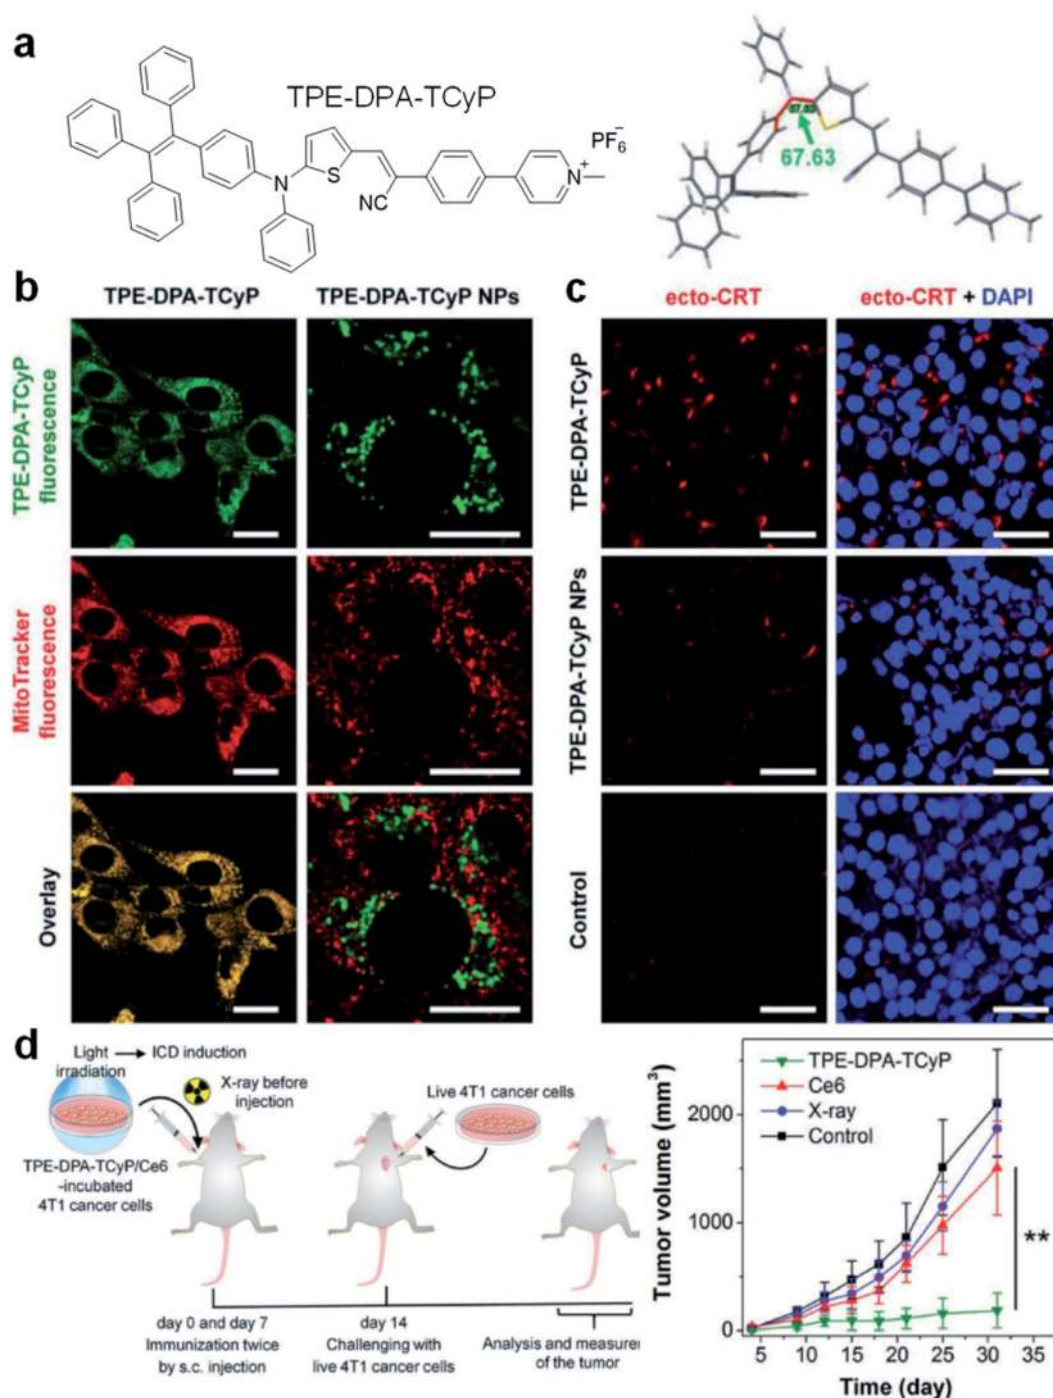 a
TPE-DPA-TCyP
PF6−
N+
N
S
NC
67.63
b
TPE-DPA-TCyP
TPE-DPA-TCyP NPs
TPE-DPA-TCyP
fluorescence
MitoTracker
fluorescence
Overlay
c
ecto-CRT
ecto-CRT + DAPI
TPE-DPA-TCyP
TPE-DPA-TCyP NPs
Control
d
Light
irradiation
ICD induction
X-ray before
injection
TPE-DPA-TCyP/Ce6
-incubated
4T1 cancer cells
Live 4T1 cancer cells
day 0 and day 7
Immunization twice
by s.c. injection
day 14
Challenging with
live 4T1 cancer cells
Analysis and measurer
of the tumor
TPE-DPA-TCyP
Ce6
X-ray
Control
**
Tumor volume (mm3)
2000
1000
0
5 10 15 20 25 30 35
Time (day)